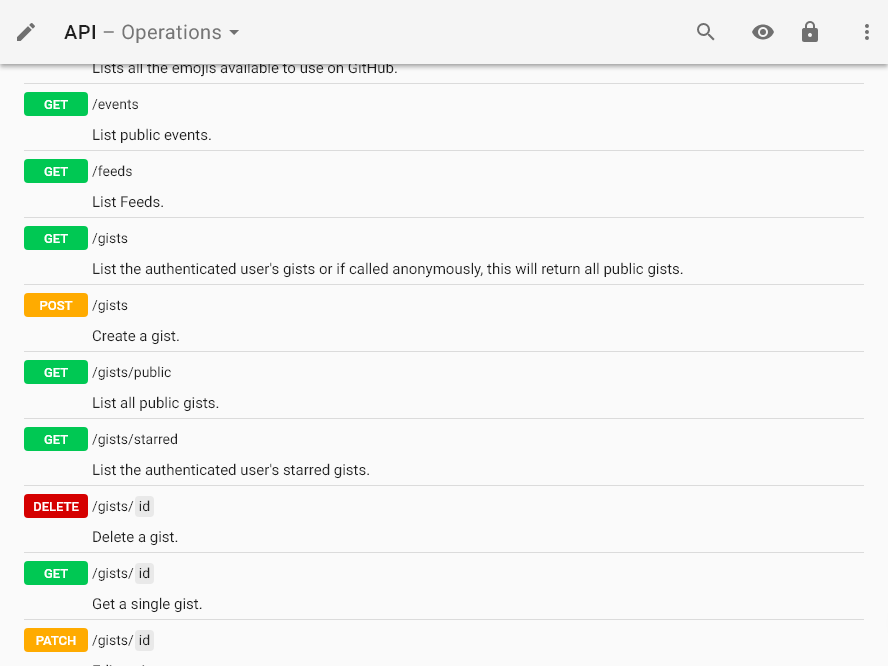 API – Operations
Lists all the emojis available to use on GitHub.
GET /events
List public events.
GET /feeds
List Feeds.
GET /gists
List the authenticated user's gists or if called anonymously, this will return all public gists.
POST /gists
Create a gist.
GET /gists/public
List all public gists.
GET /gists/starred
List the authenticated user's starred gists.
DELETE /gists/ id
Delete a gist.
GET /gists/ id
Get a single gist.
PATCH /gists/ id